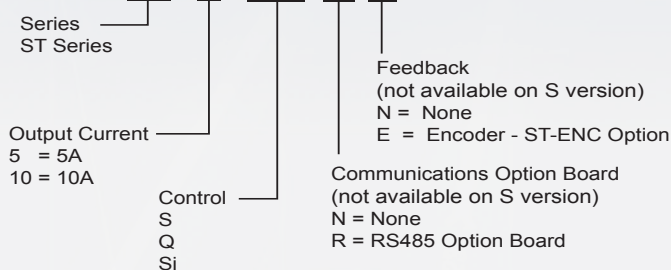 Series
ST Series
Output Current
5 = 5A
10 = 10A
Control
S
Q
Si
Feedback
(not available on S version)
N = None
E = Encoder - ST-ENC Option
Communications Option Board
(not available on S version)
N = None
R = RS485 Option Board